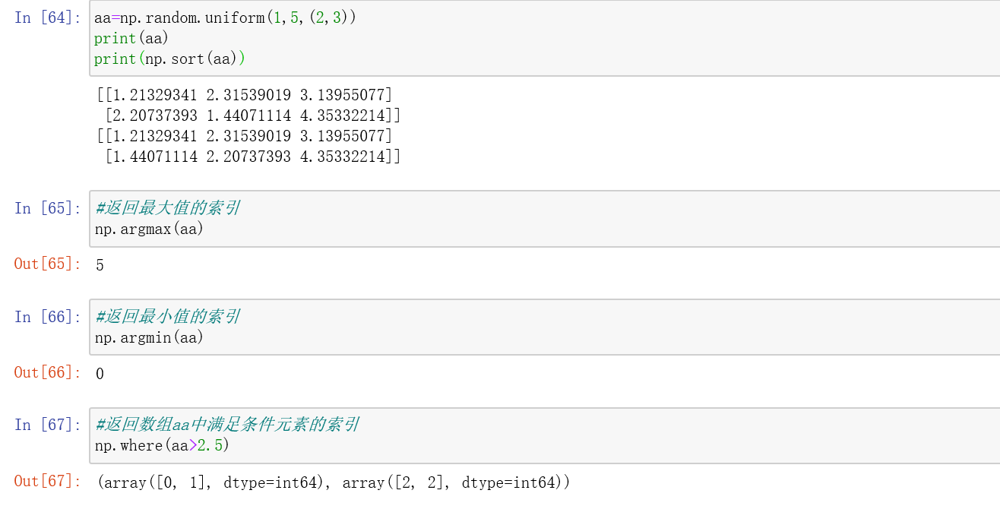 In [64]: aa=np.random.uniform(1,5,(2,3))
print(aa)
print(np.sort(aa))
[[1.21329341 2.31539019 3.13955077]
 [2.20737393 1.44071114 4.35332214]]
[[1.21329341 2.31539019 3.13955077]
 [1.44071114 2.20737393 4.35332214]]
In [65]: #返回最大值的索引
np.argmax(aa)
Out[65]: 5
In [66]: #返回最小值的索引
np.argmin(aa)
Out[66]: 0
In [67]: #返回数组aa中满足条件元素的索引
np.where(aa>2.5)
Out[67]: (array([0, 1], dtype=int64), array([2, 2], dtype=int64))